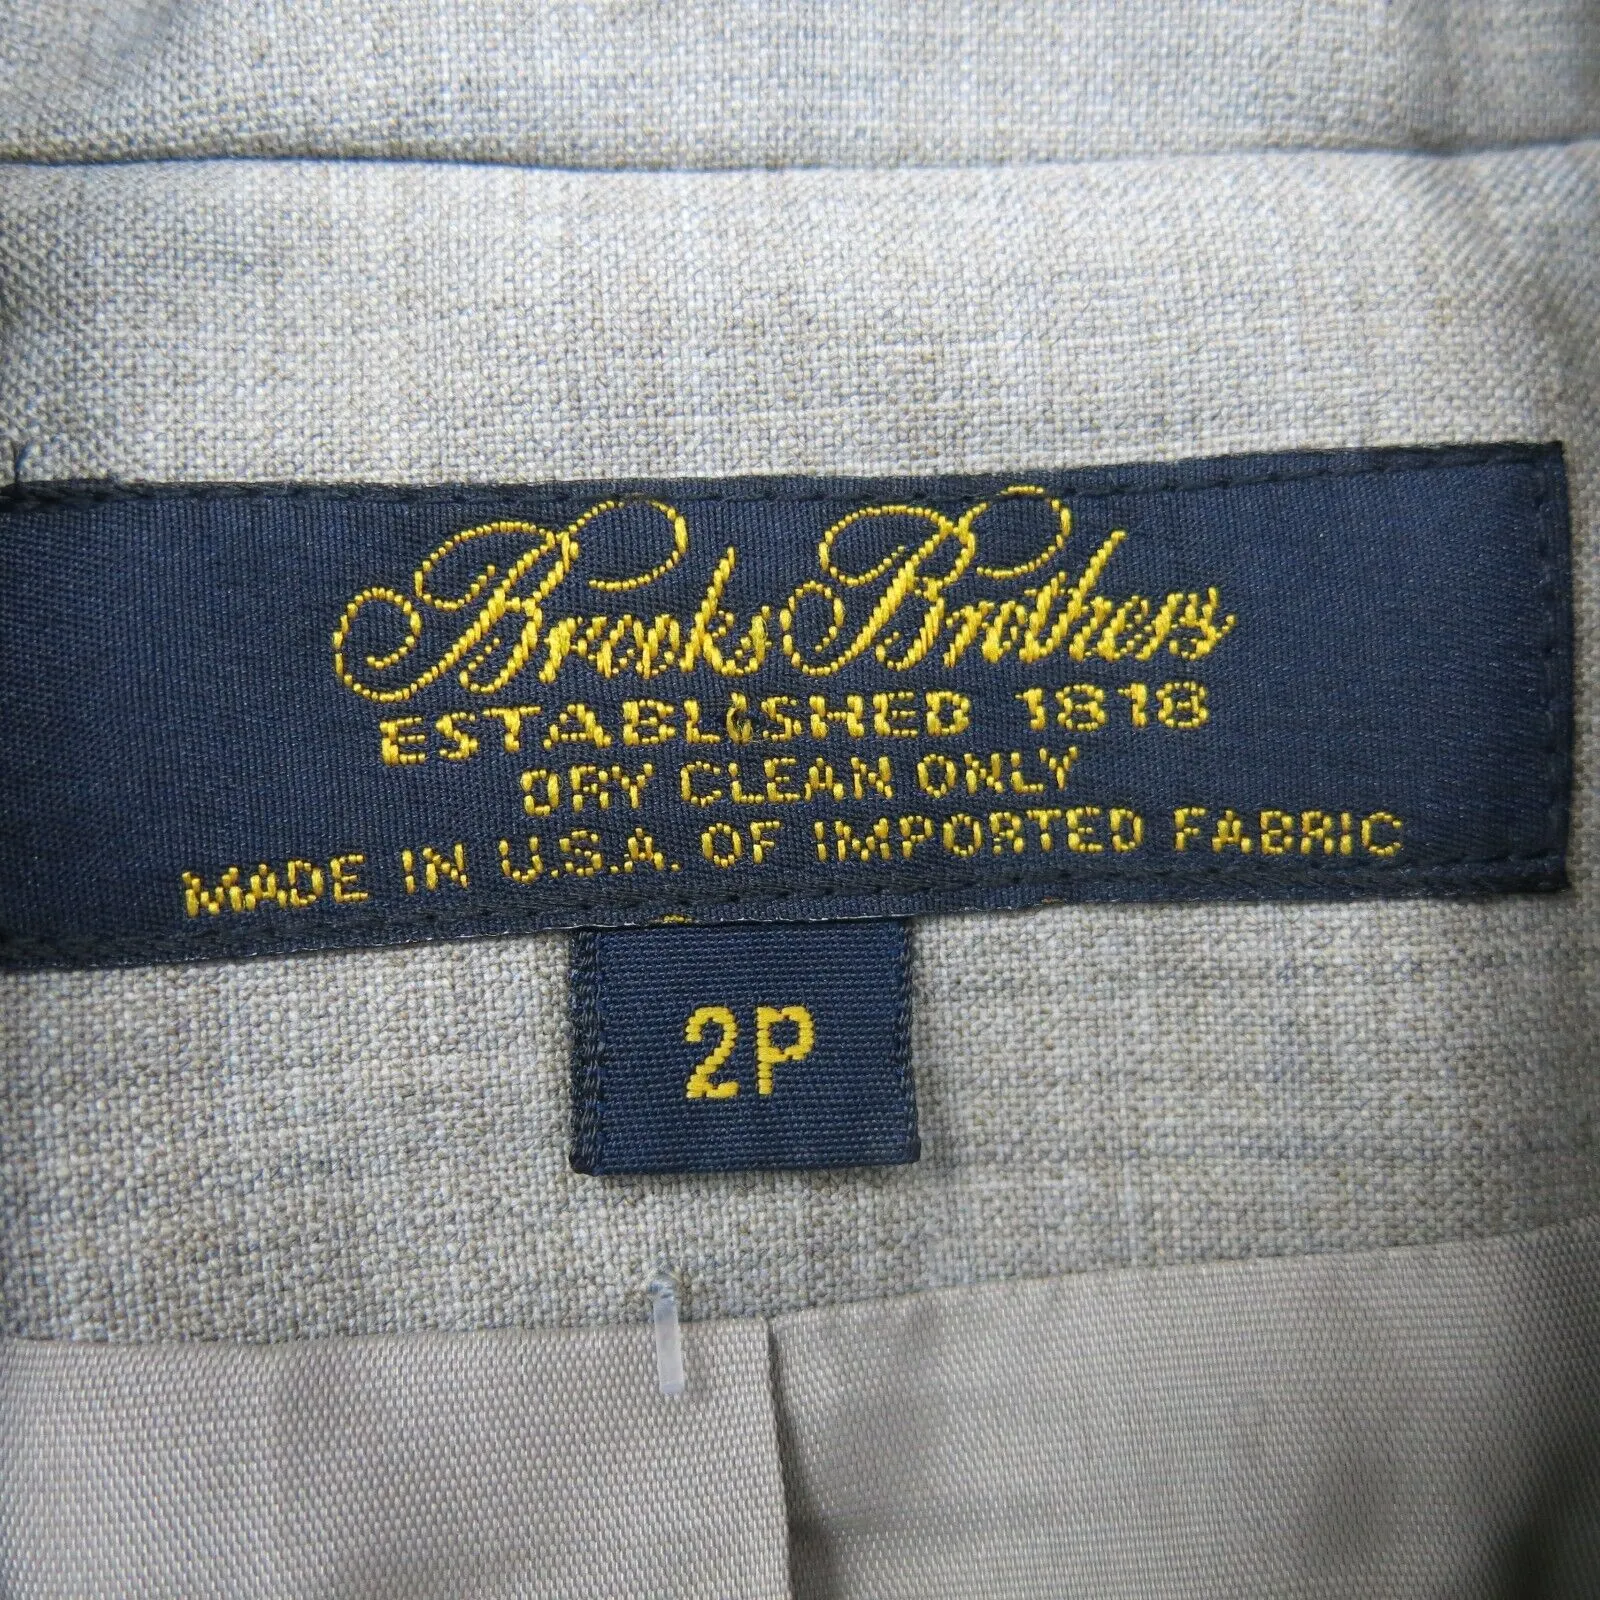 Brooks Brothers
ESTABLISHED 1818
DRY CLEAN ONLY
MADE IN U.S.A. OF IMPORTED FABRIC
2P